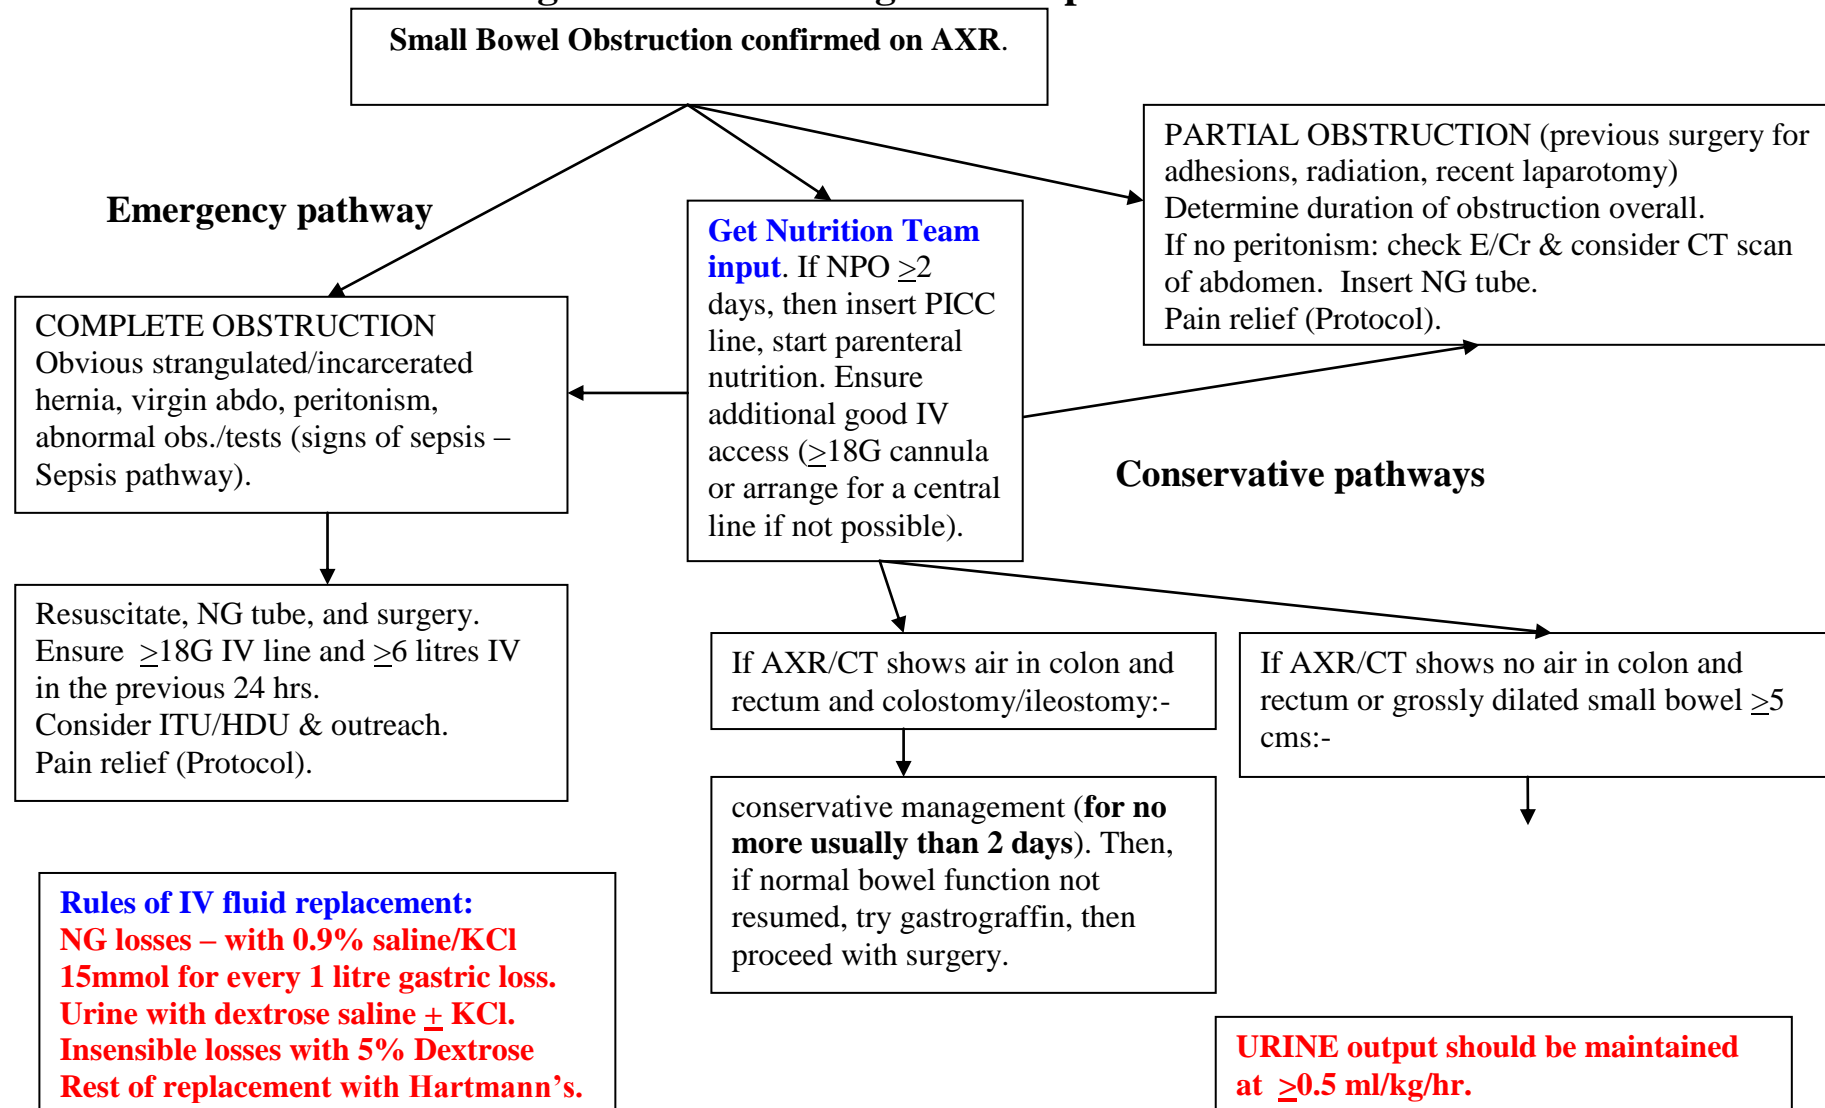 Small Bowel Obstruction confirmed on AXR.
PARTIAL OBSTRUCTION (previous surgery for
adhesions, radiation, recent laparotomy)
Determine duration of obstruction overall.
If no peritonism: check E/Cr & consider CT scan
of abdomen.  Insert NG tube.
Pain relief (Protocol).
Emergency pathway
Get Nutrition Team
input. If NPO ≥2
days, then insert PICC
line, start parenteral
nutrition. Ensure
additional good IV
access (≥18G cannula
or arrange for a central
line if not possible).
COMPLETE OBSTRUCTION
Obvious strangulated/incarcerated
hernia, virgin abdo, peritonism,
abnormal obs./tests (signs of sepsis –
Sepsis pathway).
Conservative pathways
Resuscitate, NG tube, and surgery.
Ensure  ≥18G IV line and ≥6 litres IV
in the previous 24 hrs.
Consider ITU/HDU & outreach.
Pain relief (Protocol).
If AXR/CT shows air in colon and
rectum and colostomy/ileostomy:-
If AXR/CT shows no air in colon and
rectum or grossly dilated small bowel ≥5
cms:-
conservative management (for no
more usually than 2 days). Then,
if normal bowel function not
resumed, try gastrograffin, then
proceed with surgery.
Rules of IV fluid replacement:
NG losses – with 0.9% saline/KCl
15mmol for every 1 litre gastric loss.
Urine with dextrose saline ± KCl.
Insensible losses with 5% Dextrose
Rest of replacement with Hartmann's.
URINE output should be maintained
at  ≥0.5 ml/kg/hr.